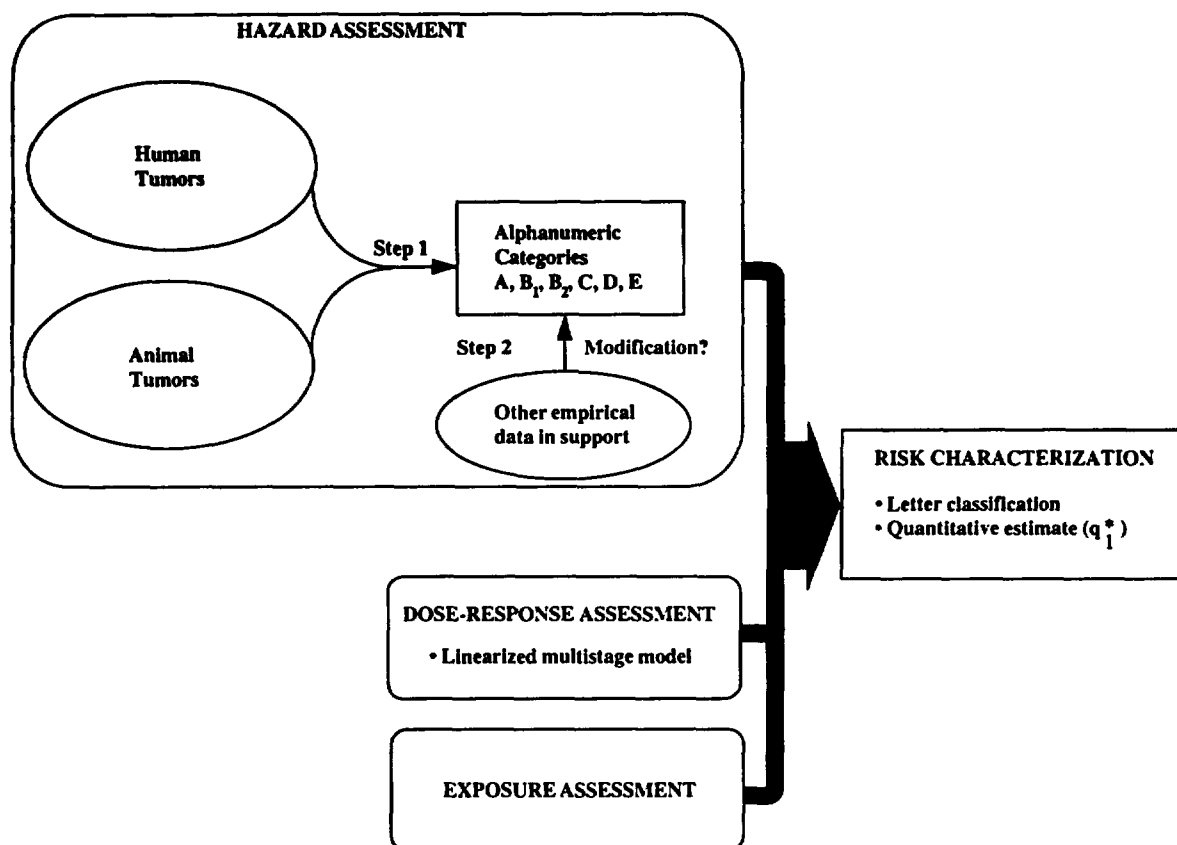 HAZARD ASSESSMENT
Human
Tumors
Step 1
Alphanumeric
Categories
A, B1, B2, C, D, E
Animal
Tumors
Step 2
Modification?
Other empirical
data in support
RISK CHARACTERIZATION
• Letter classification
• Quantitative estimate (q1*)
DOSE-RESPONSE ASSESSMENT
• Linearized multistage model
EXPOSURE ASSESSMENT